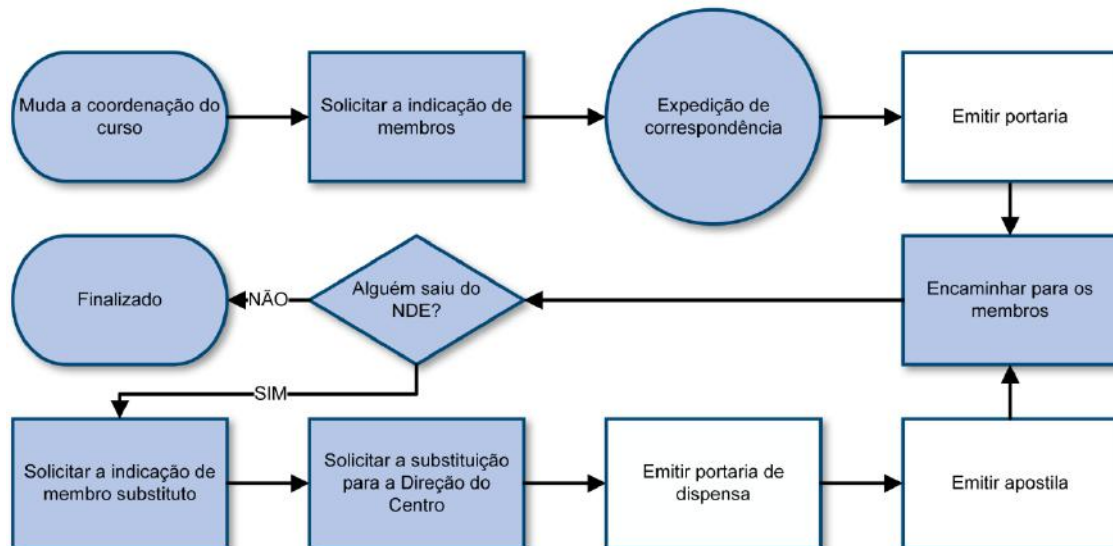 Muda a coordenação do
curso
Solicitar a indicação de
membros
Expedição de
correspondência
Emitir portaria
Finalizado
NÃO
Alguém saiu do
NDE?
Encaminhar para os
membros
SIM
Solicitar a indicação de
membro substituto
Solicitar a substituição
para a Direção do
Centro
Emitir portaria de
dispensa
Emitir apostila